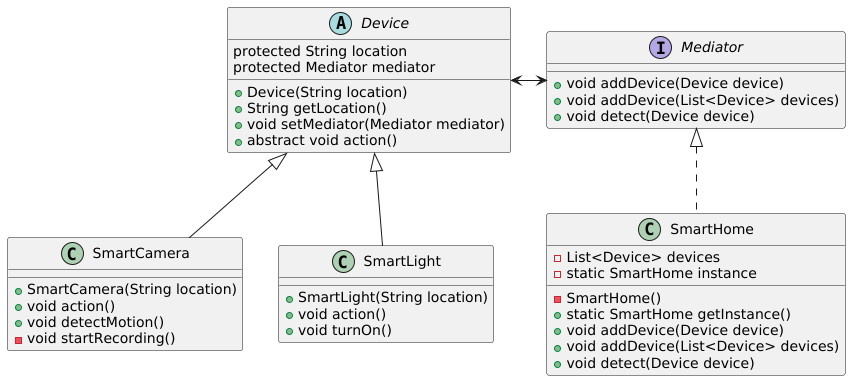 A Device
protected String location
protected Mediator mediator
Device(String location)
String getLocation()
void setMediator(Mediator mediator)
abstract void action()
I Mediator
void addDevice(Device device)
void addDevice(List<Device> devices)
void detect(Device device)
C SmartCamera
SmartCamera(String location)
void action()
void detectMotion()
void startRecording()
C SmartLight
SmartLight(String location)
void action()
void turnOn()
C SmartHome
List<Device> devices
static SmartHome instance
SmartHome()
static SmartHome getInstance()
void addDevice(Device device)
void addDevice(List<Device> devices)
void detect(Device device)